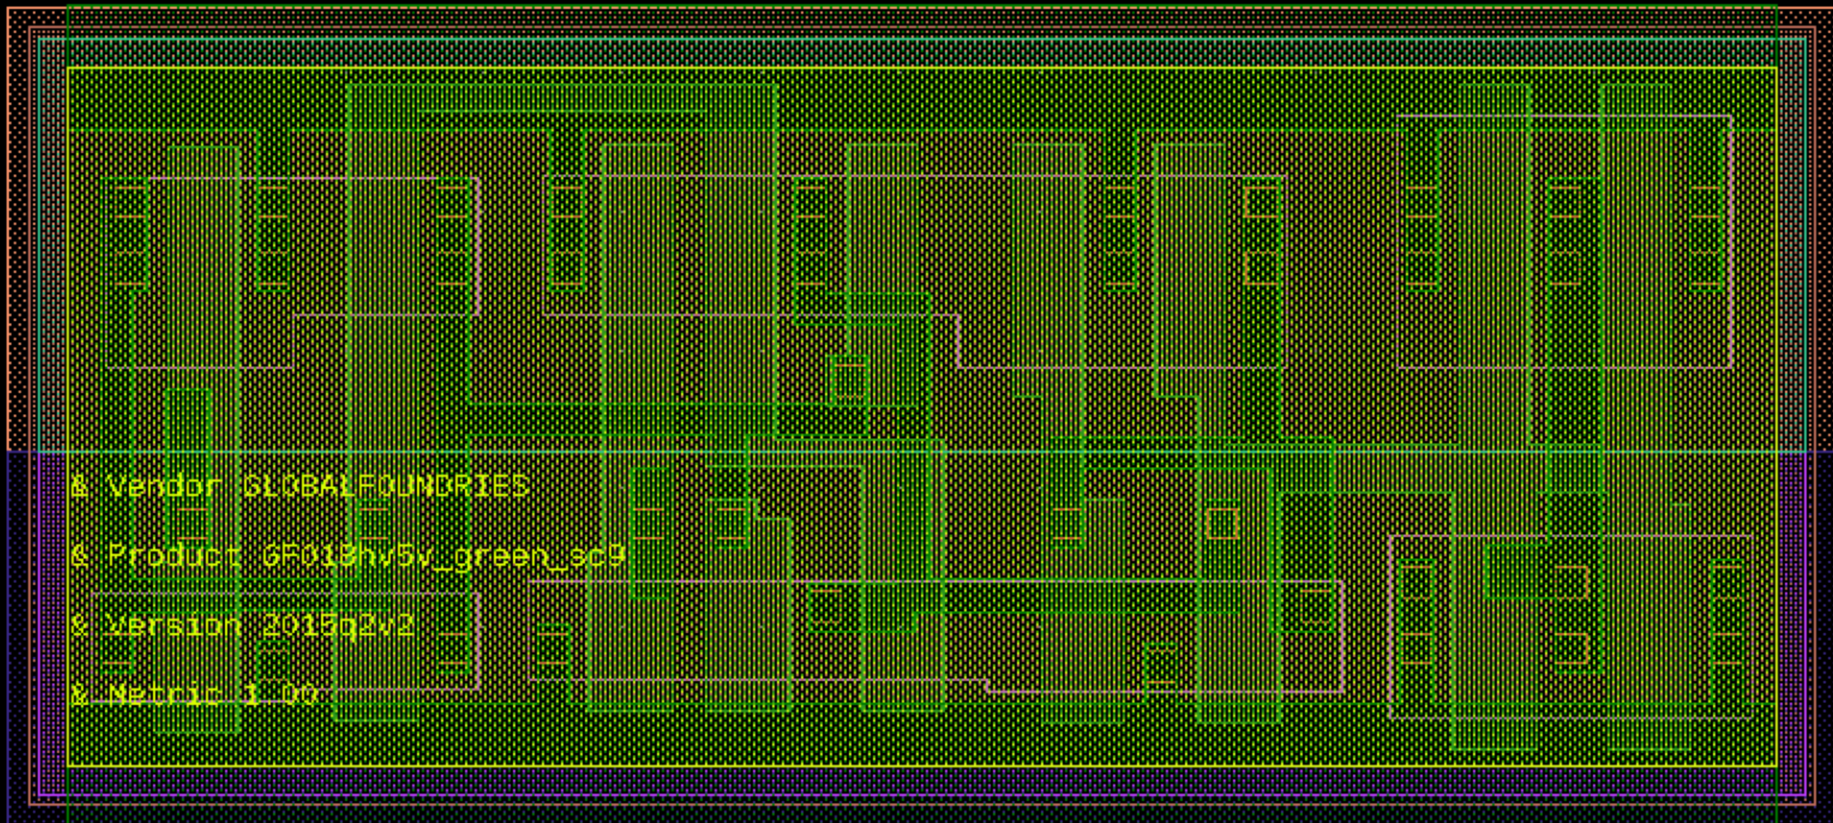 & Vendor GLOBALFOUNDRIES
& Product GF018hv5v_green_sc9
& Version 2015q2v2
& Metric 1.00